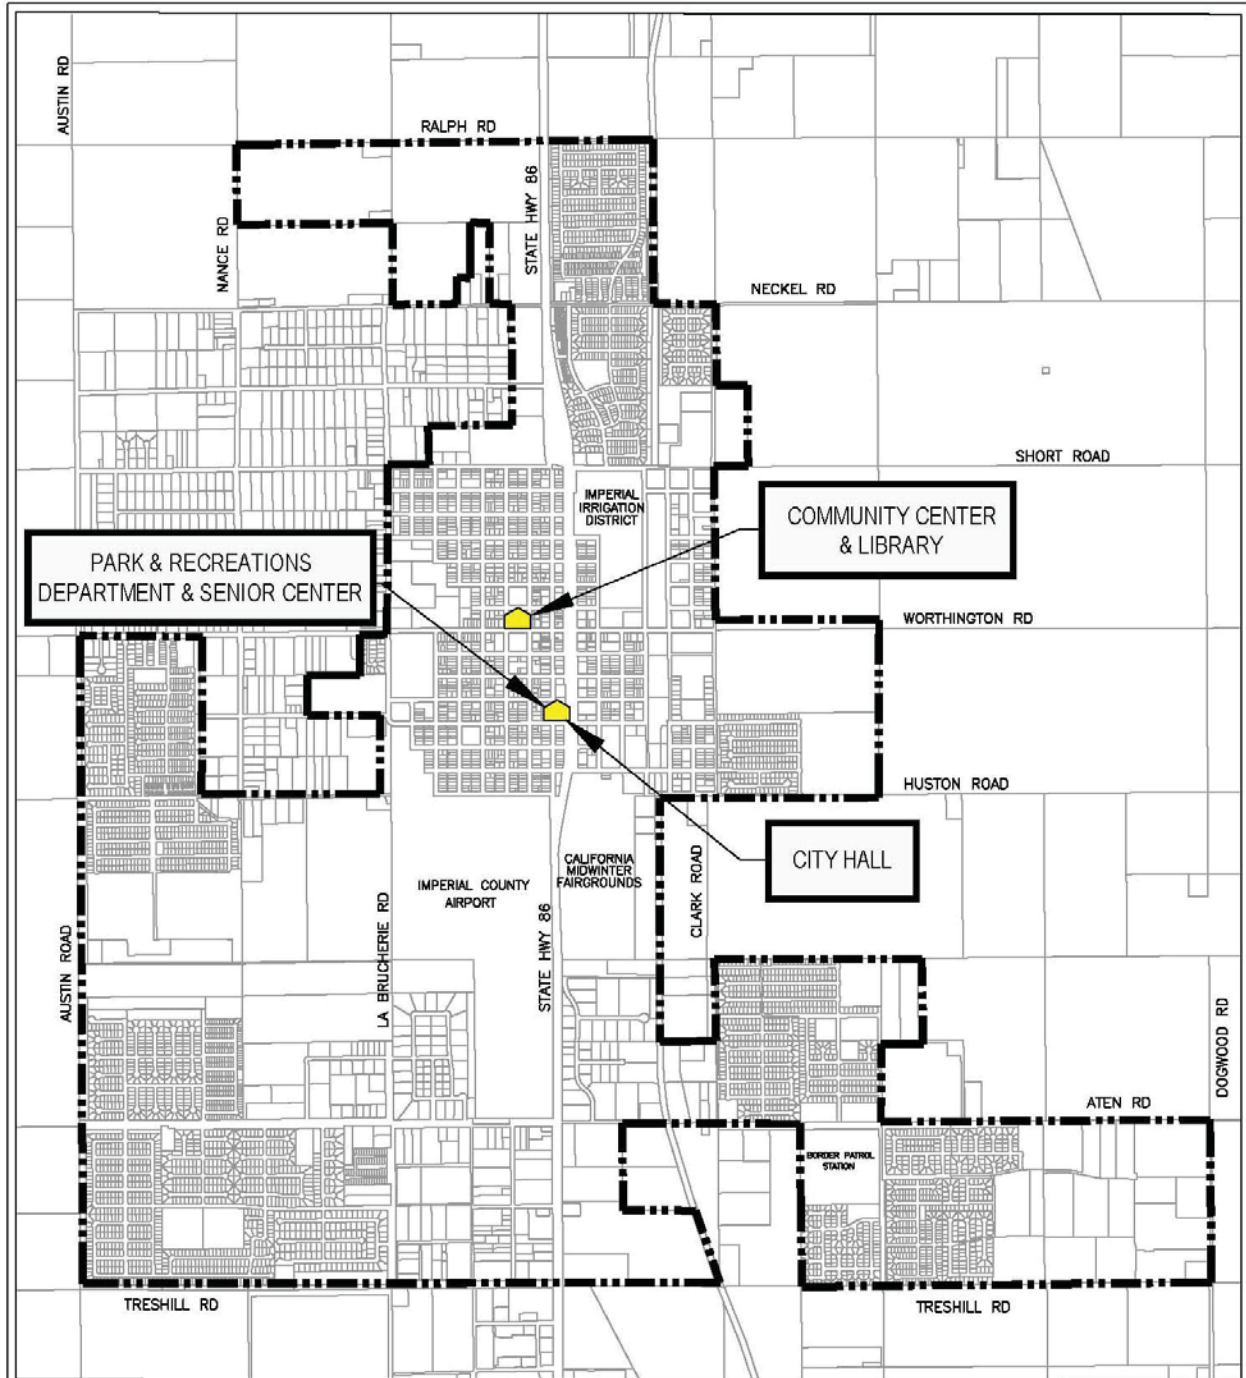 AUSTIN RD
RALPH RD
STATE HWY 86
NANCE RD
NECKEL RD
SHORT ROAD
IMPERIAL
IRRIGATION
DISTRICT
COMMUNITY CENTER
& LIBRARY
PARK & RECREATIONS
DEPARTMENT & SENIOR CENTER
WORTHINGTON RD
HUSTON ROAD
CITY HALL
CALIFORNIA
MIDWINTER
FAIRGROUNDS
IMPERIAL COUNTY
AIRPORT
CLARK ROAD
LA BRUCHERIE RD
STATE HWY 86
AUSTIN ROAD
DOGWOOD RD
ATEN RD
BORDER PATROL
STATION
TRESHILL RD
TRESHILL RD